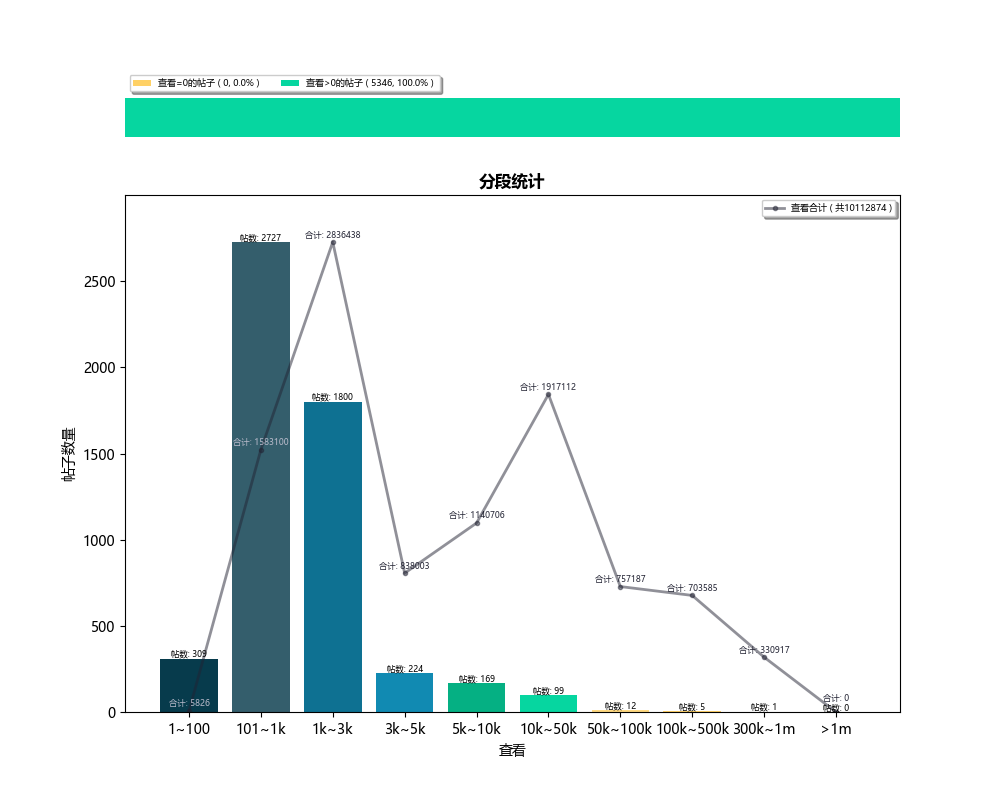 查看=0的帖子 ( 0, 0.0% )
查看>0的帖子 ( 5346, 100.0% )
分段统计
查看合计 ( 共10112874 )
帖数: 2727
合计: 2836438
2500
2000
帖数: 1800
合计: 1917112
合计: 1583100
1500
帖子数量
合计: 1140706
1000
合计: 838003
合计: 757187
合计: 703585
500
帖数: 309
合计: 330917
帖数: 224
帖数: 169
帖数: 99
合计: 5826
帖数: 12
帖数: 5
帖数: 1
合计: 0
帖数: 0
0
1~100
101~1k
1k~3k
3k~5k
5k~10k
10k~50k
50k~100k
100k~500k
300k~1m
>1m
查看